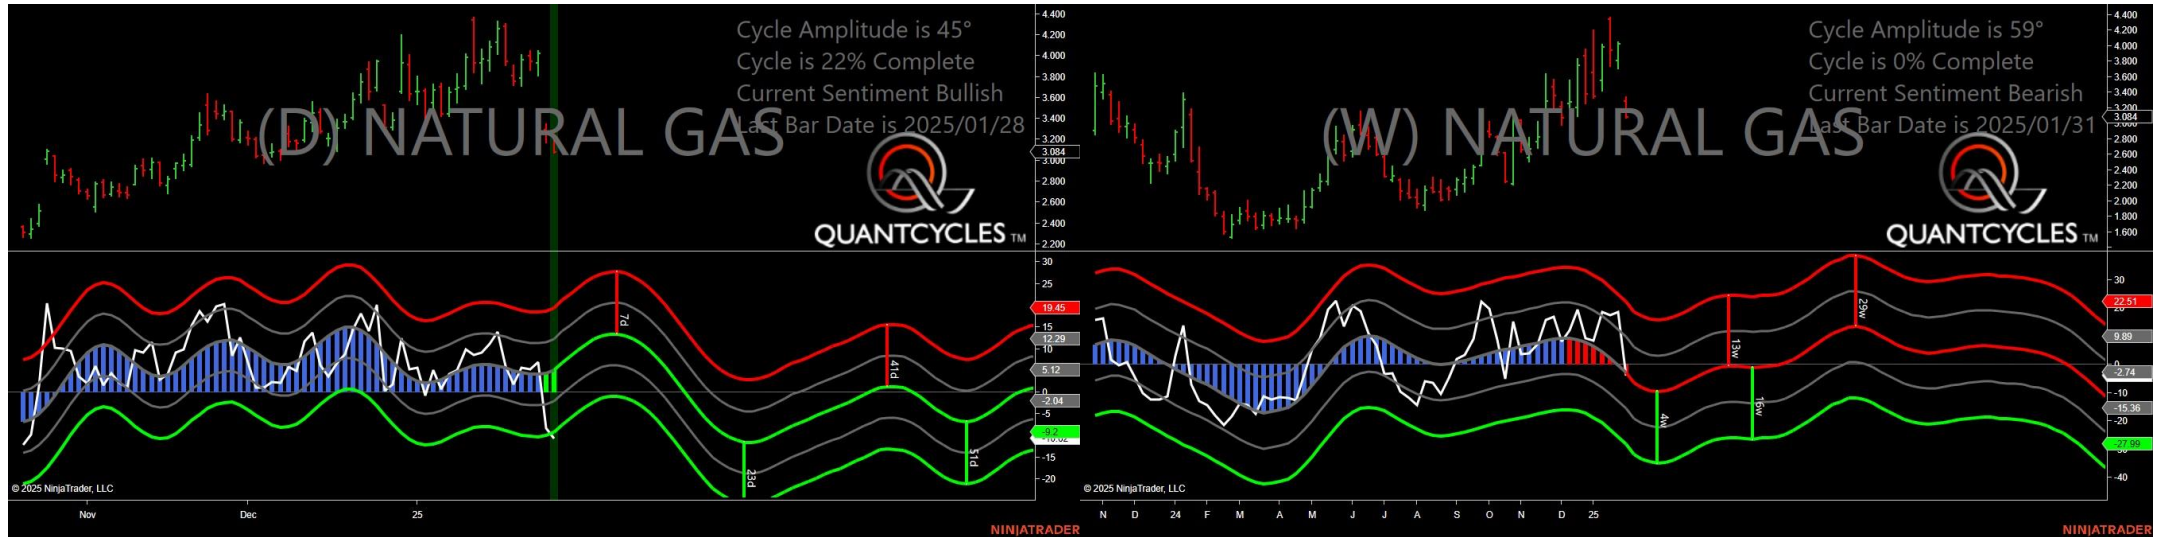 Cycle Amplitude is 45°
Cycle is 22% Complete
Current Sentiment Bullish
Last Bar Date is 2025/01/28
(D) NATURAL GAS
QUANTCYCLES TM
4.400
4.200
4.000
3.800
3.600
3.400
3.200
3.084
3.000
2.800
2.600
2.400
2.200
30
25
19.45
15
12.29
10
5.12
0
-2.04
-5
-9.2
-15
-20
7d
23d
41d
51d
© 2025 NinjaTrader, LLC
Nov
Dec
25
NINJATRADER
Cycle Amplitude is 59°
Cycle is 0% Complete
Current Sentiment Bearish
Last Bar Date is 2025/01/31
(W) NATURAL GAS
QUANTCYCLES TM
4.400
4.200
4.000
3.800
3.600
3.400
3.200
3.084
2.800
2.600
2.400
2.200
2.000
1.800
1.600
30
22.51
9.89
0
-2.74
-10
-15.36
-20
-27.99
-40
4w
13w
16w
29w
© 2025 NinjaTrader, LLC
N D 24 F M A M J J A S O N D 25
NINJATRADER